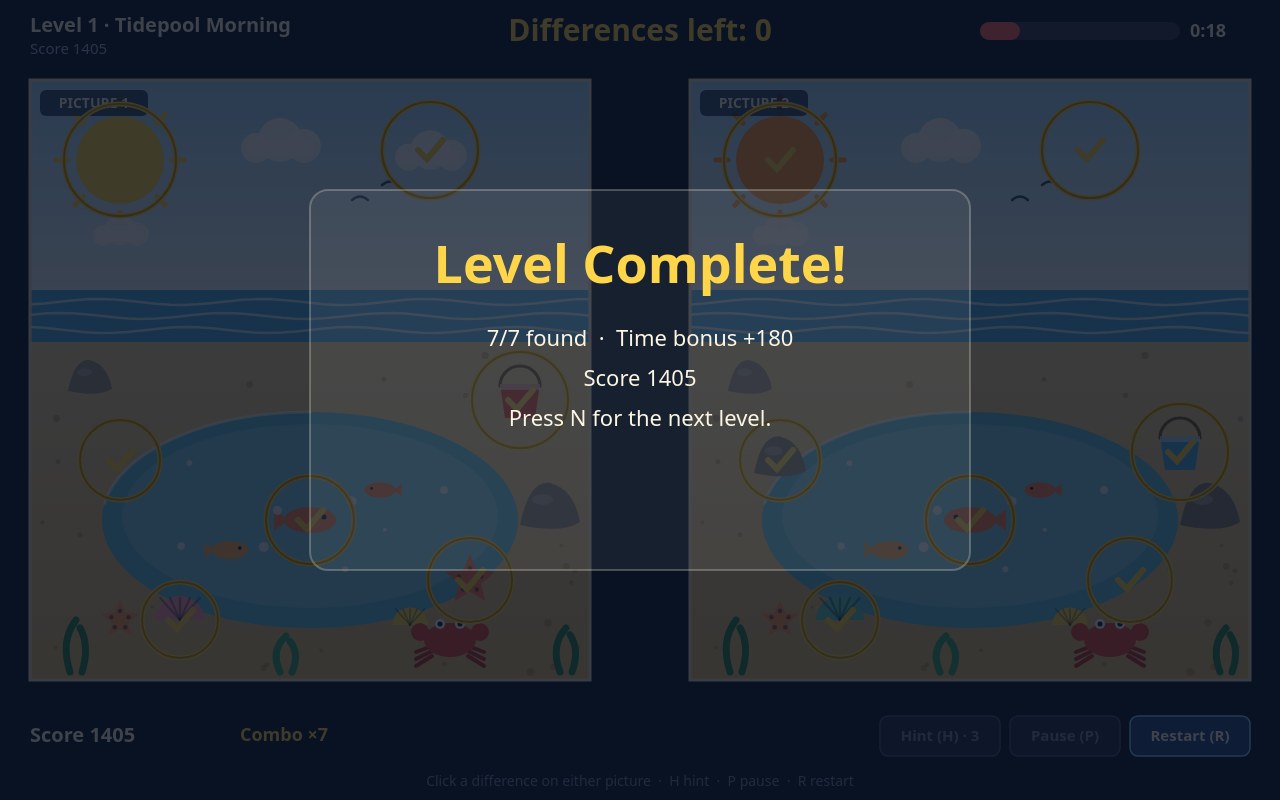 Level 1 · Tidepool Morning
Score 1405
Differences left: 0
0:18
PICTURE 1
PICTURE 2
Level Complete!
7/7 found · Time bonus +180
Score 1405
Press N for the next level.
Score 1405
Combo ×7
Hint (H) · 3
Pause (P)
Restart (R)
Click a difference on either picture · H hint · P pause · R restart